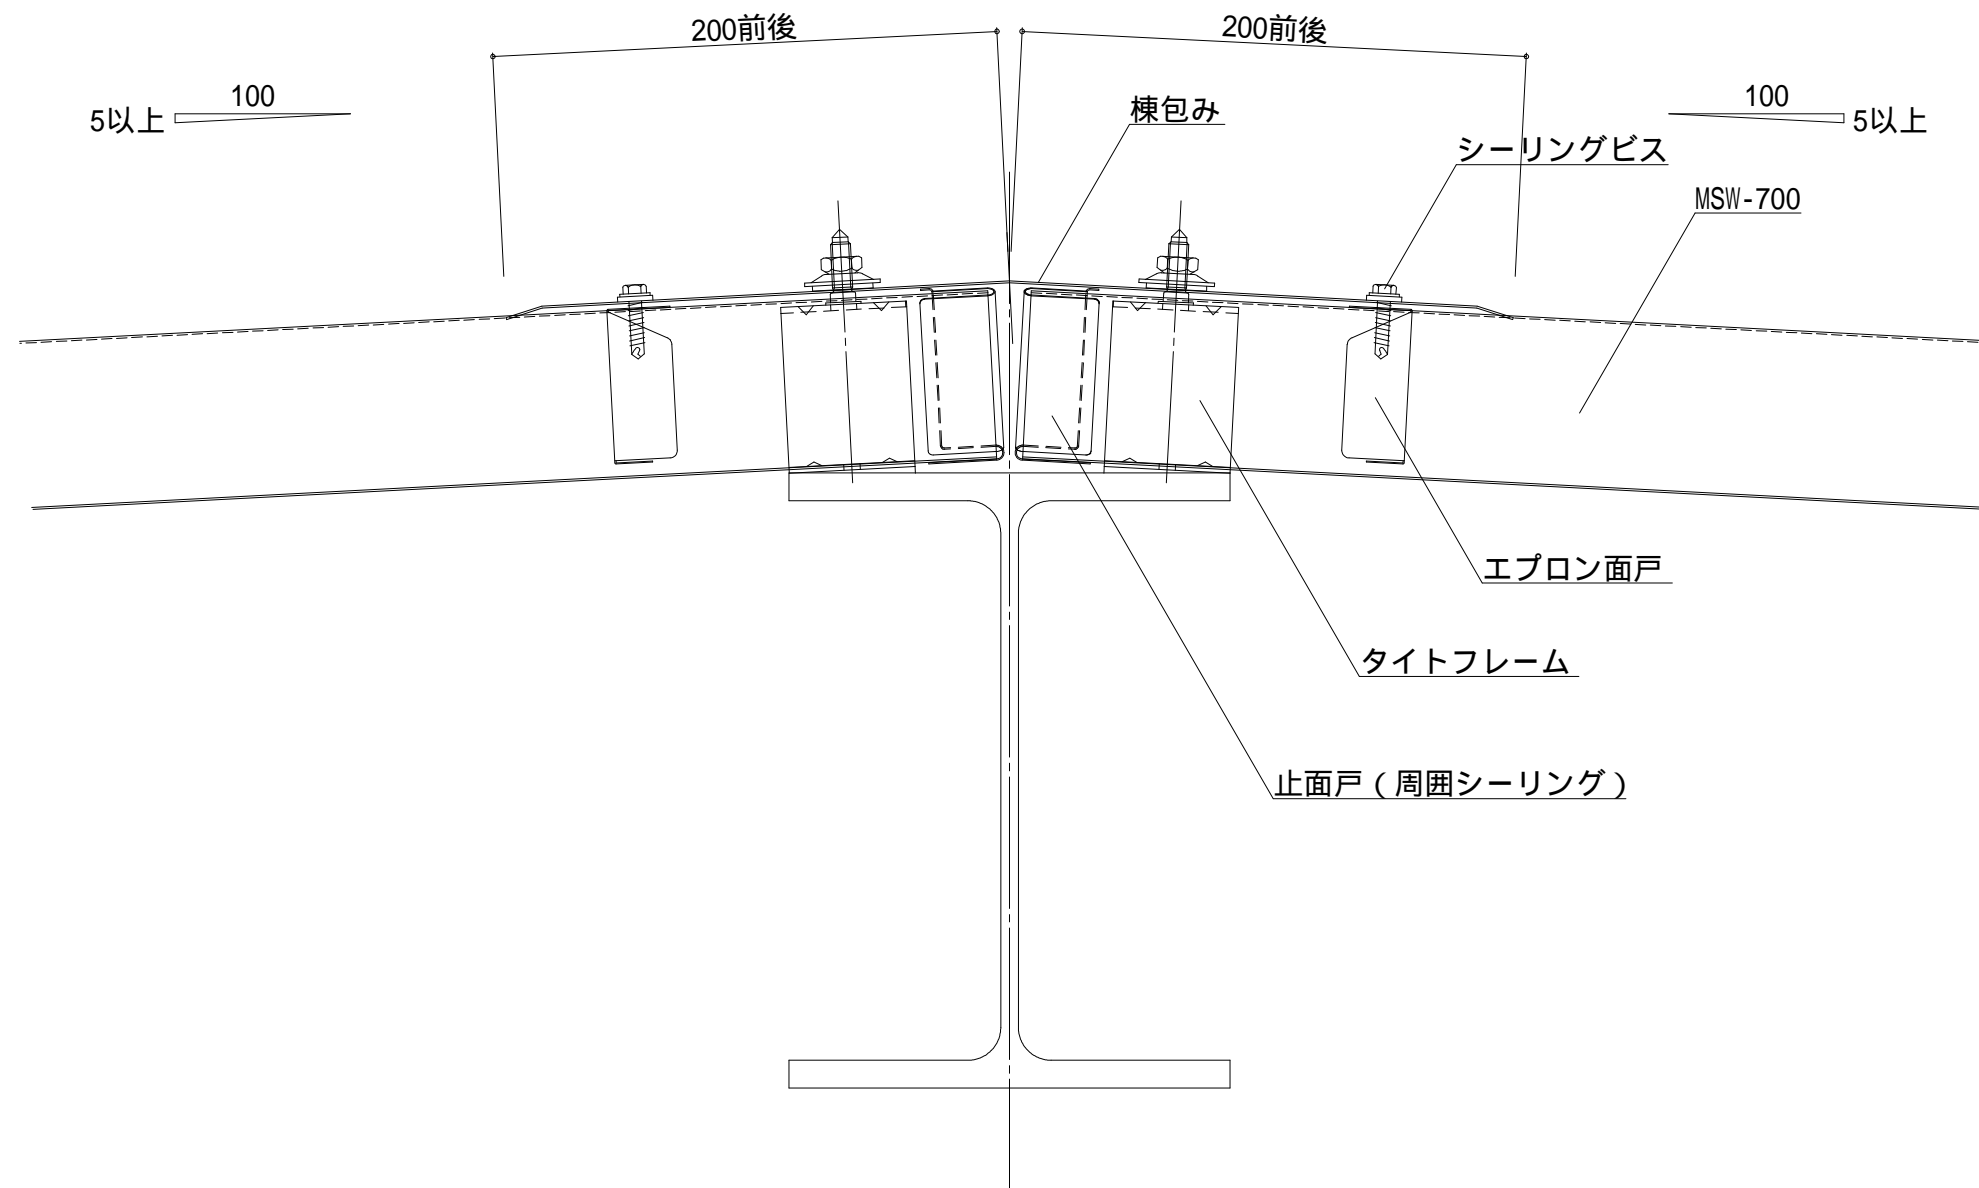 200前後
200前後
100
5以上
100
5以上
棟包み
シーリングビス
MSW-700
エプロン面戸
タイトフレーム
止面戸（周囲シーリング）